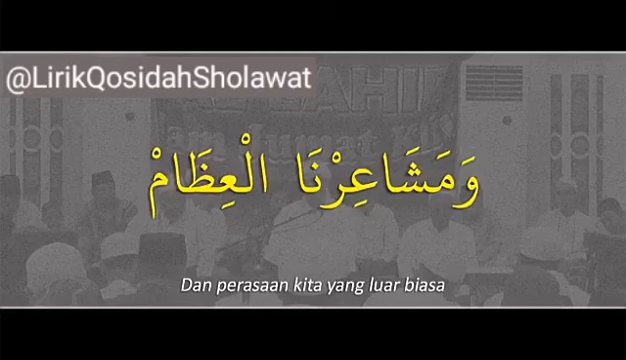 @LirikQosidahSholawat
وَمَشَاعِرْنَا الْعِظَامْ
Dan perasaan kita yang luar biasa